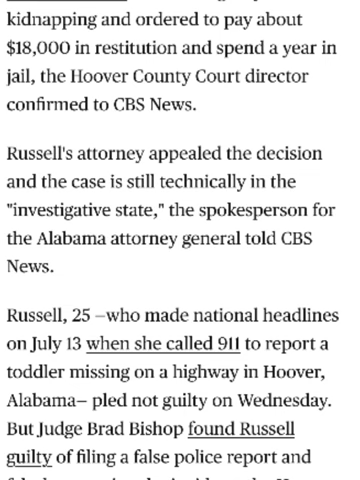 kidnapping and ordered to pay about
$18,000 in restitution and spend a year in
jail, the Hoover County Court director
confirmed to CBS News.
Russell's attorney appealed the decision
and the case is still technically in the
"investigative state," the spokesperson for
the Alabama attorney general told CBS
News.
Russell, 25 —who made national headlines
on July 13 when she called 911 to report a
toddler missing on a highway in Hoover,
Alabama— pled not guilty on Wednesday.
But Judge Brad Bishop found Russell
guilty of filing a false police report and